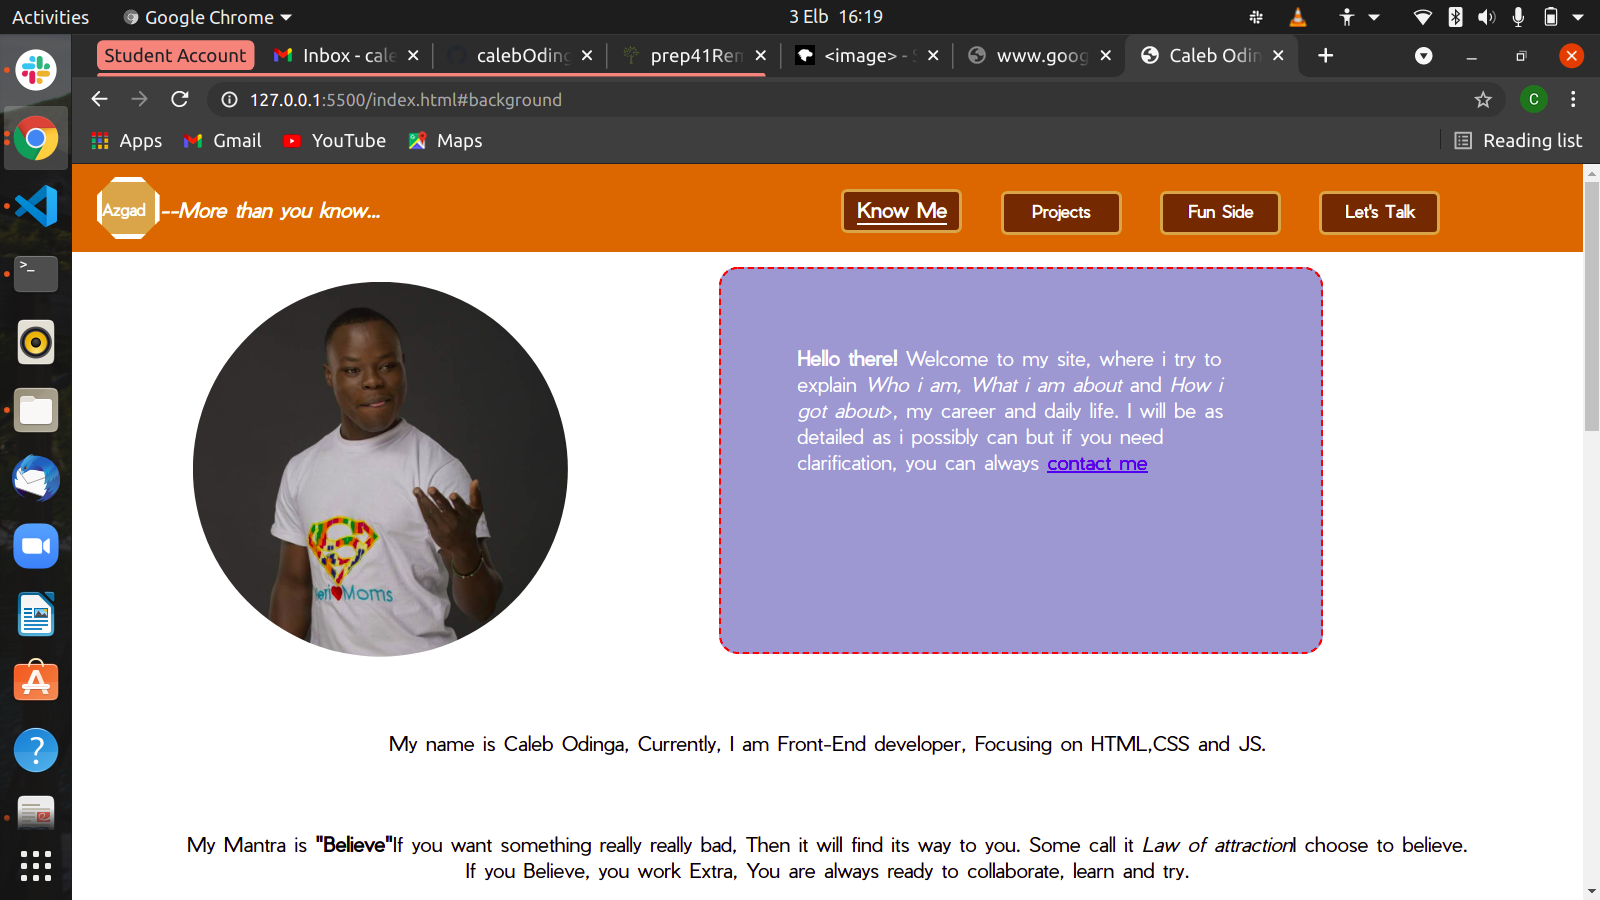 Activities
Google Chrome
3 Elb 16:19
Student Account
Inbox - cale
calebOding
prep41Rem
<image> - S
www.goog
Caleb Odin
127.0.0.1:5500/index.html#background
C
Apps
Gmail
YouTube
Maps
Reading list
Azgad
--More than you know...
Know Me
Projects
Fun Side
Let's Talk
Hello there! Welcome to my site, where i try to
explain Who i am, What i am about and How i
got about>, my career and daily life. I will be as
detailed as i possibly can but if you need
clarification, you can always contact me
Moms
My name is Caleb Odinga, Currently, I am Front-End developer, Focusing on HTML,CSS and JS.
My Mantra is "Believe"If you want something really really bad, Then it will find its way to you. Some call it Law of attractionI choose to believe.
If you Believe, you work Extra, You are always ready to collaborate, learn and try.